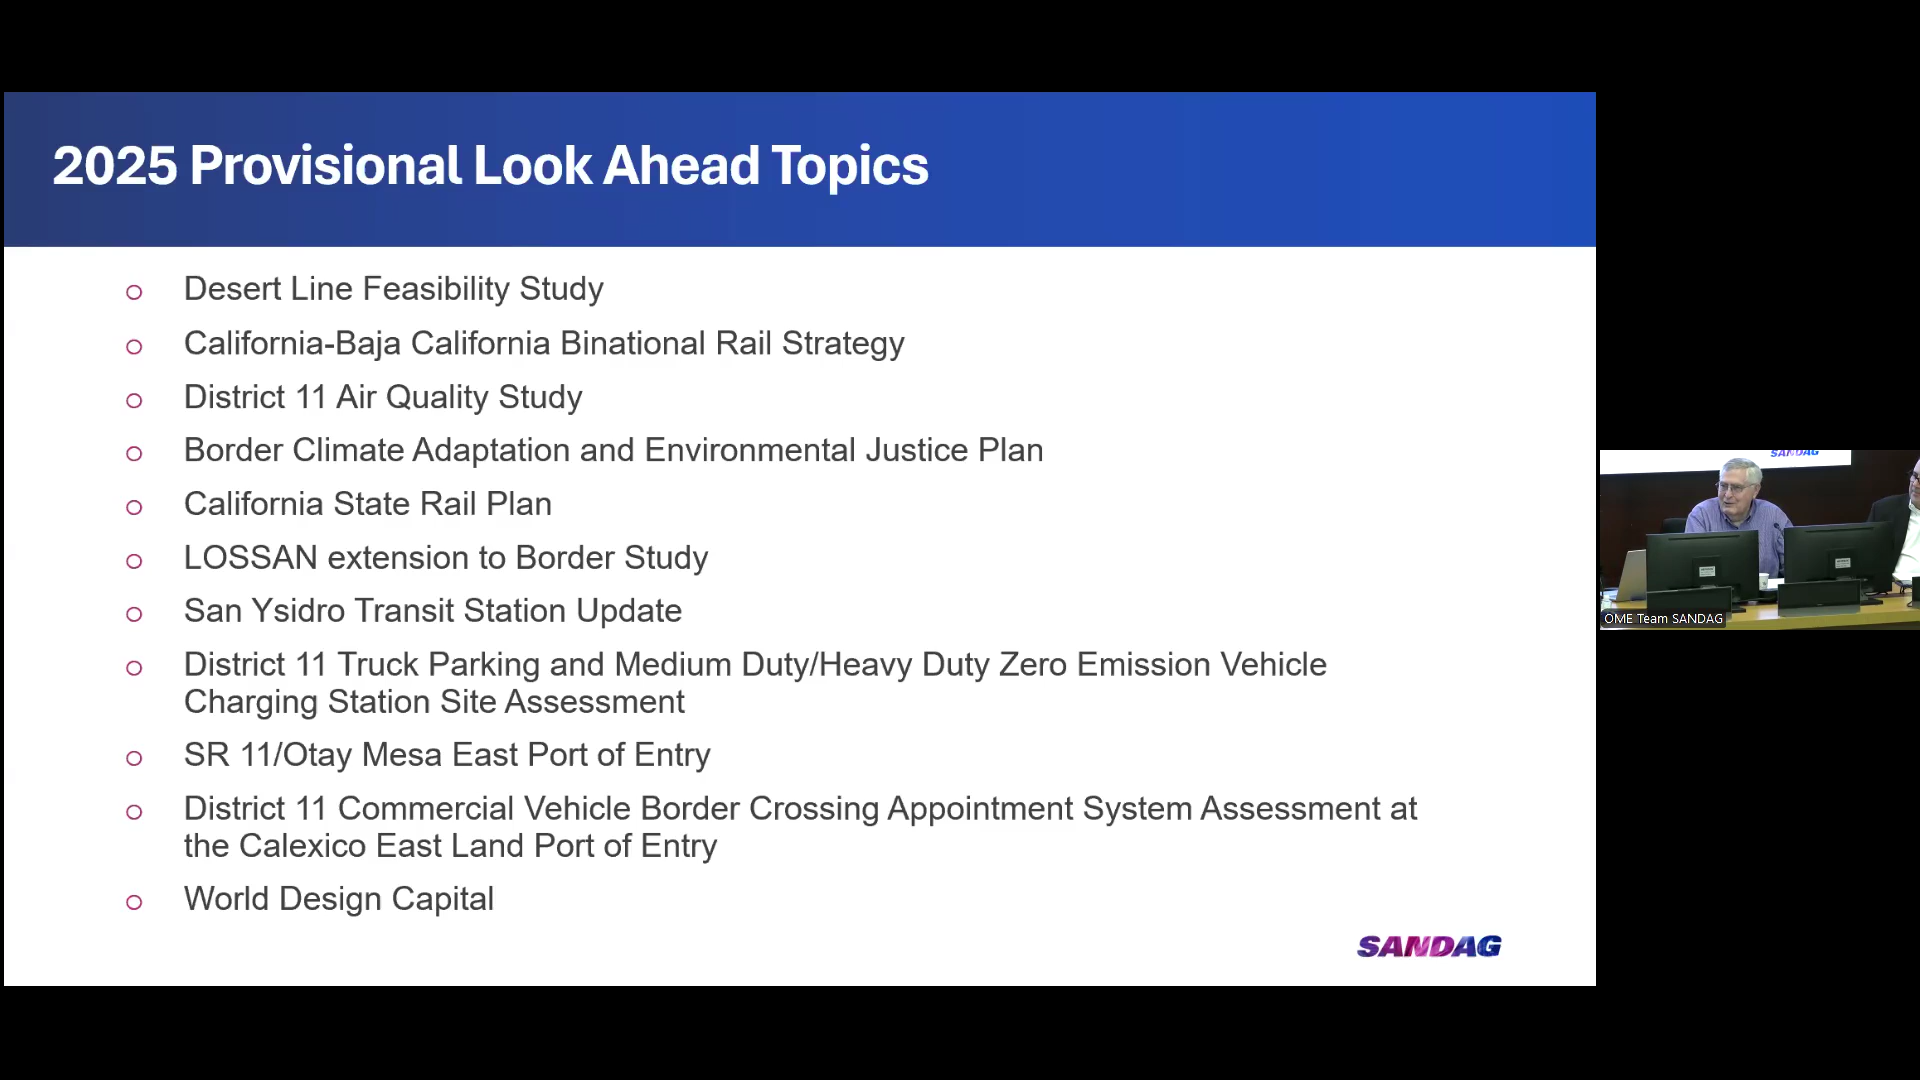 2025 Provisional Look Ahead Topics
Desert Line Feasibility Study
California-Baja California Binational Rail Strategy
District 11 Air Quality Study
Border Climate Adaptation and Environmental Justice Plan
California State Rail Plan
LOSSAN extension to Border Study
San Ysidro Transit Station Update
District 11 Truck Parking and Medium Duty/Heavy Duty Zero Emission Vehicle
Charging Station Site Assessment
SR 11/Otay Mesa East Port of Entry
District 11 Commercial Vehicle Border Crossing Appointment System Assessment at
the Calexico East Land Port of Entry
World Design Capital
SANDAG
SANDAG
OME Team SANDAG